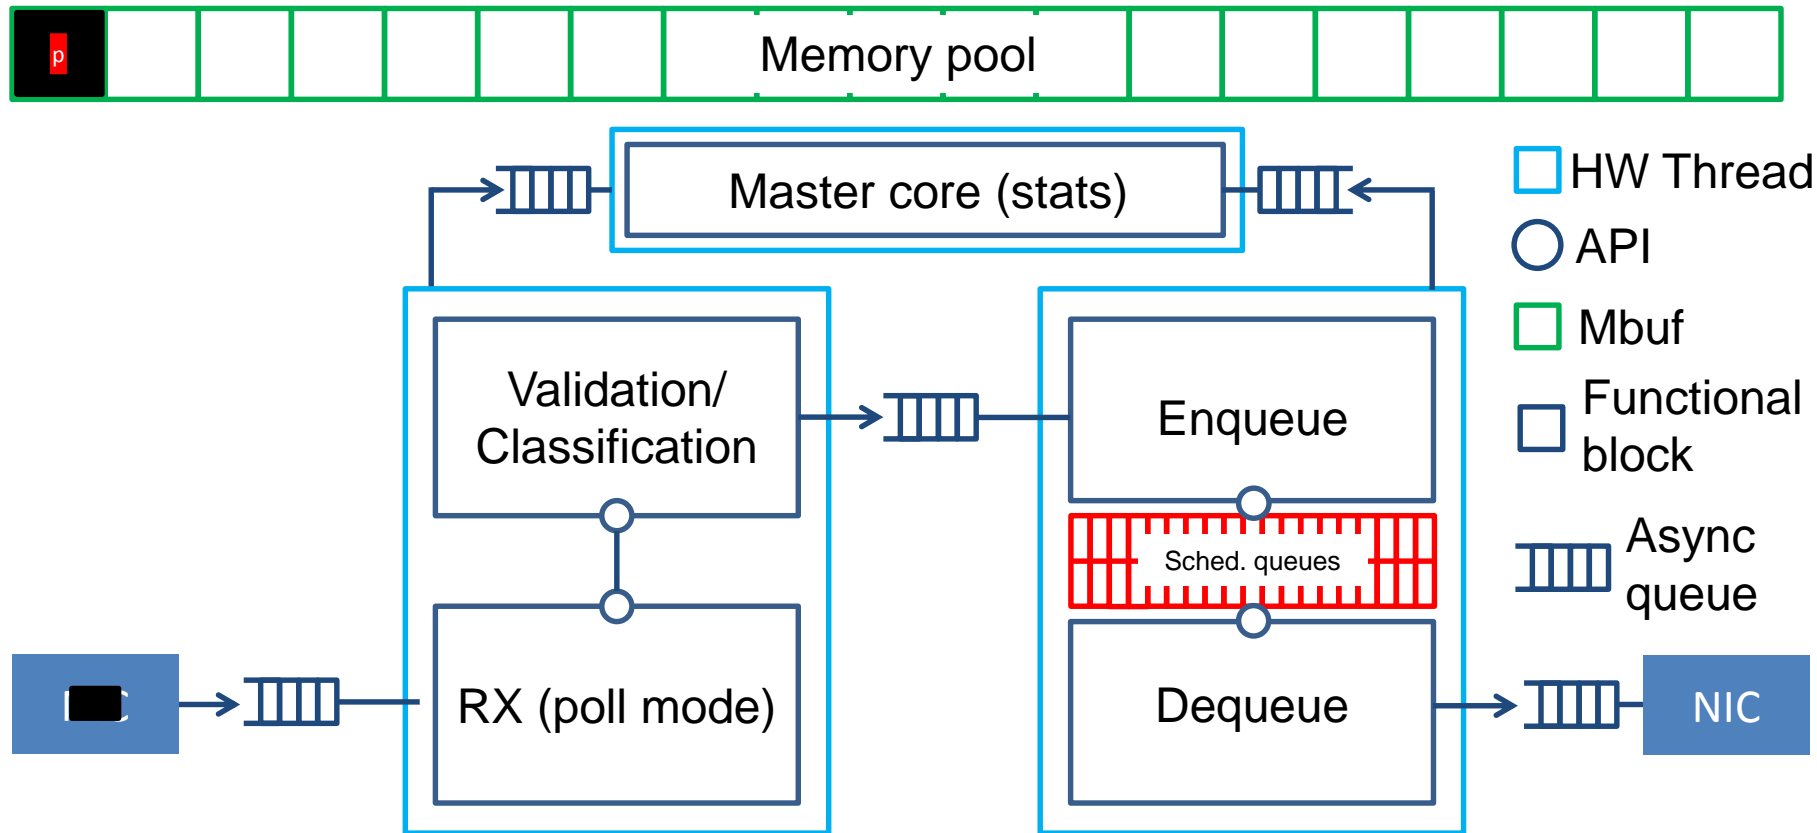 p
Memory pool
Master core (stats)
HW Thread
API
Mbuf
Functional
block
Async
queue
Validation/
Classification
Enqueue
Sched. queues
RX (poll mode)
Dequeue
NIC